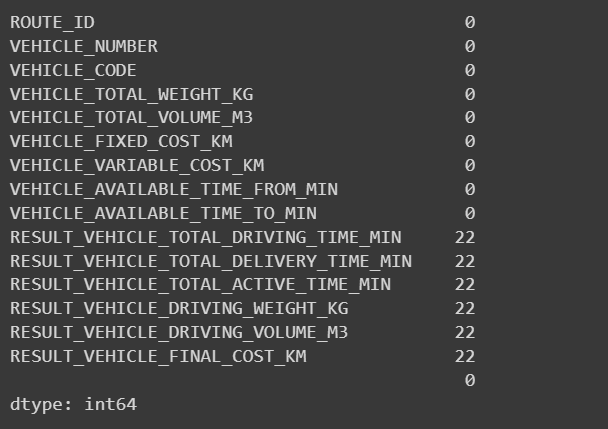 ROUTE_ID 0
VEHICLE_NUMBER 0
VEHICLE_CODE 0
VEHICLE_TOTAL_WEIGHT_KG 0
VEHICLE_TOTAL_VOLUME_M3 0
VEHICLE_FIXED_COST_KM 0
VEHICLE_VARIABLE_COST_KM 0
VEHICLE_AVAILABLE_TIME_FROM_MIN 0
VEHICLE_AVAILABLE_TIME_TO_MIN 0
RESULT_VEHICLE_TOTAL_DRIVING_TIME_MIN 22
RESULT_VEHICLE_TOTAL_DELIVERY_TIME_MIN 22
RESULT_VEHICLE_TOTAL_ACTIVE_TIME_MIN 22
RESULT_VEHICLE_DRIVING_WEIGHT_KG 22
RESULT_VEHICLE_DRIVING_VOLUME_M3 22
RESULT_VEHICLE_FINAL_COST_KM 22
0
dtype: int64